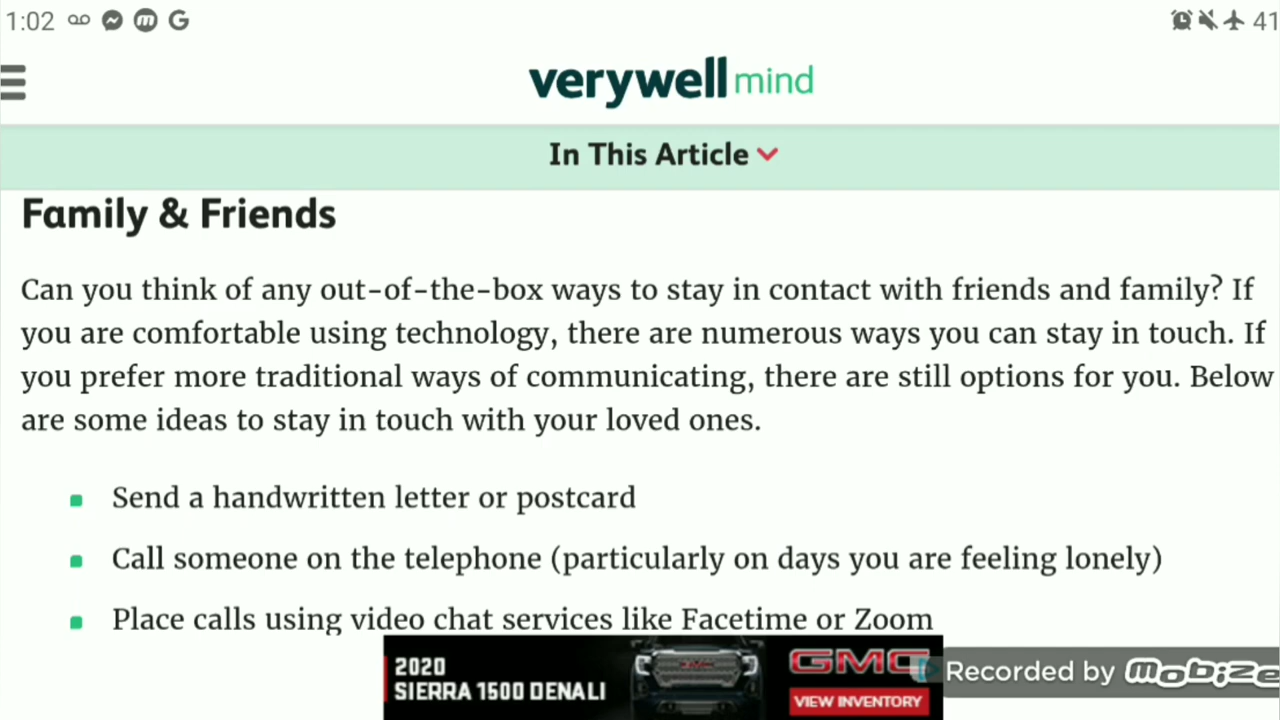 1:02
41
verywell mind
In This Article
Family & Friends
Can you think of any out-of-the-box ways to stay in contact with friends and family? If
you are comfortable using technology, there are numerous ways you can stay in touch. If
you prefer more traditional ways of communicating, there are still options for you. Below
are some ideas to stay in touch with your loved ones.
Send a handwritten letter or postcard
Call someone on the telephone (particularly on days you are feeling lonely)
Place calls using video chat services like Facetime or Zoom
2020
SIERRA 1500 DENALI
GMC
VIEW INVENTORY
Recorded by mobize